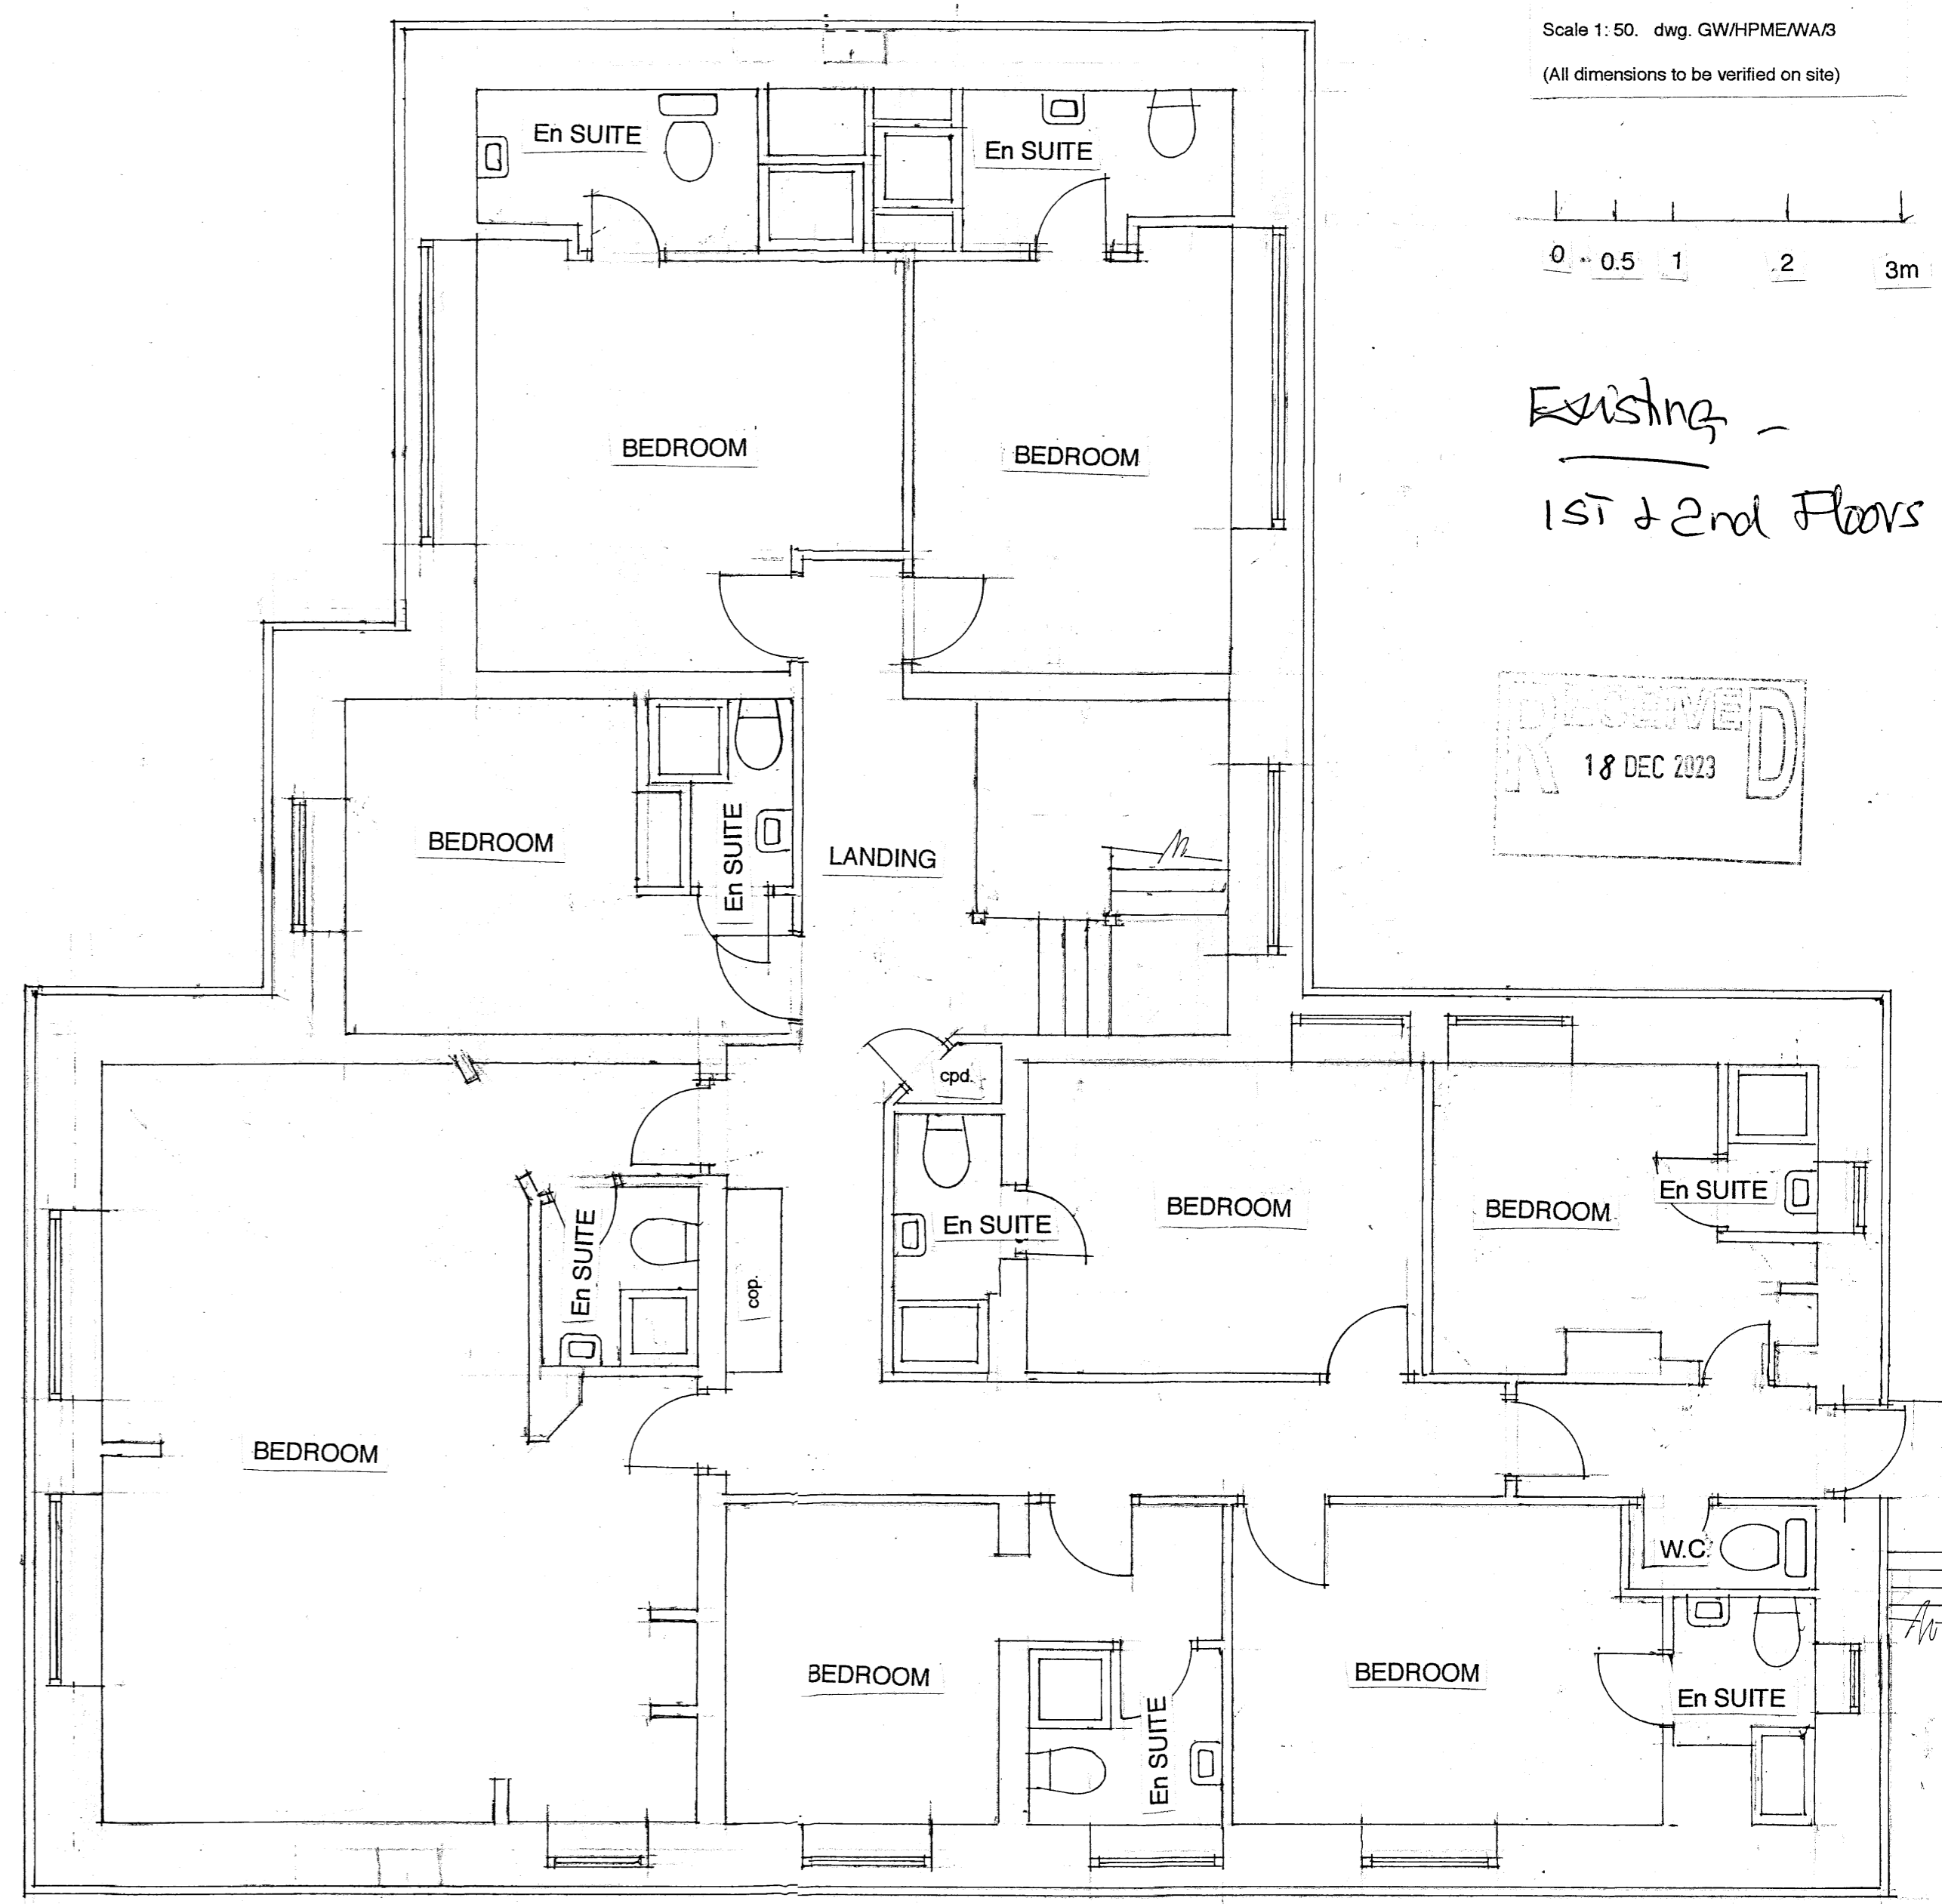 Scale 1: 50. dwg. GW/HPME/WA/3
(All dimensions to be verified on site)
En SUITE
En SUITE
0 0.5 1 2 3m
Existing -
1ST & 2nd Floors
BEDROOM
BEDROOM
RECEIVED
18 DEC 2023
BEDROOM
En SUITE
LANDING
cpd.
En SUITE
BEDROOM
BEDROOM
En SUITE
En SUITE
cop.
BEDROOM
W.C.
BEDROOM
En SUITE
BEDROOM
En SUITE